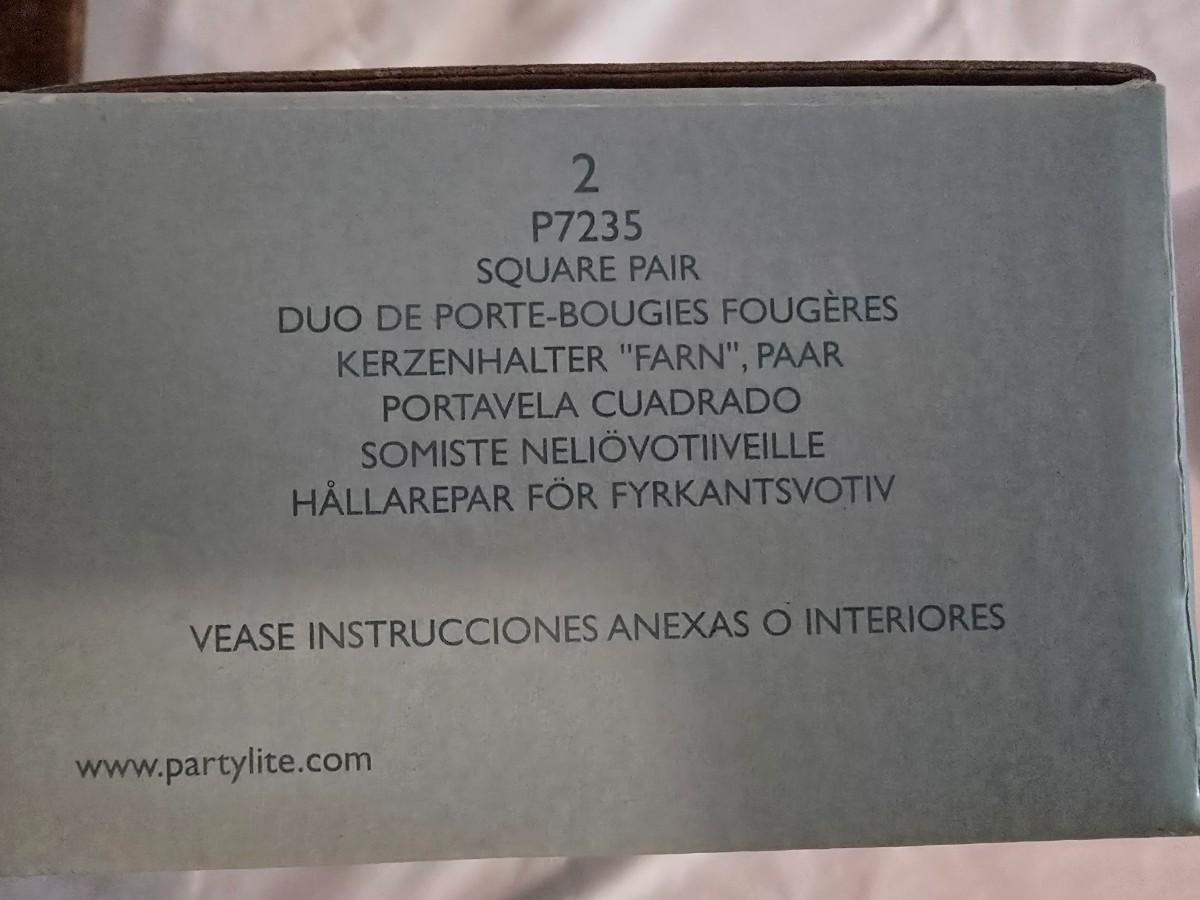 2
P7235
SQUARE PAIR
DUO DE PORTE-BOUGIES FOUGÈRES
KERZENHALTER "FARN", PAAR
PORTAVELA CUADRADO
SOMISTE NELIÖVOTIIVEILLE
HÅLLAREPAR FÖR FYRKANTSVOTIV
VEASE INSTRUCCIONES ANEXAS O INTERIORES
www.partylite.com